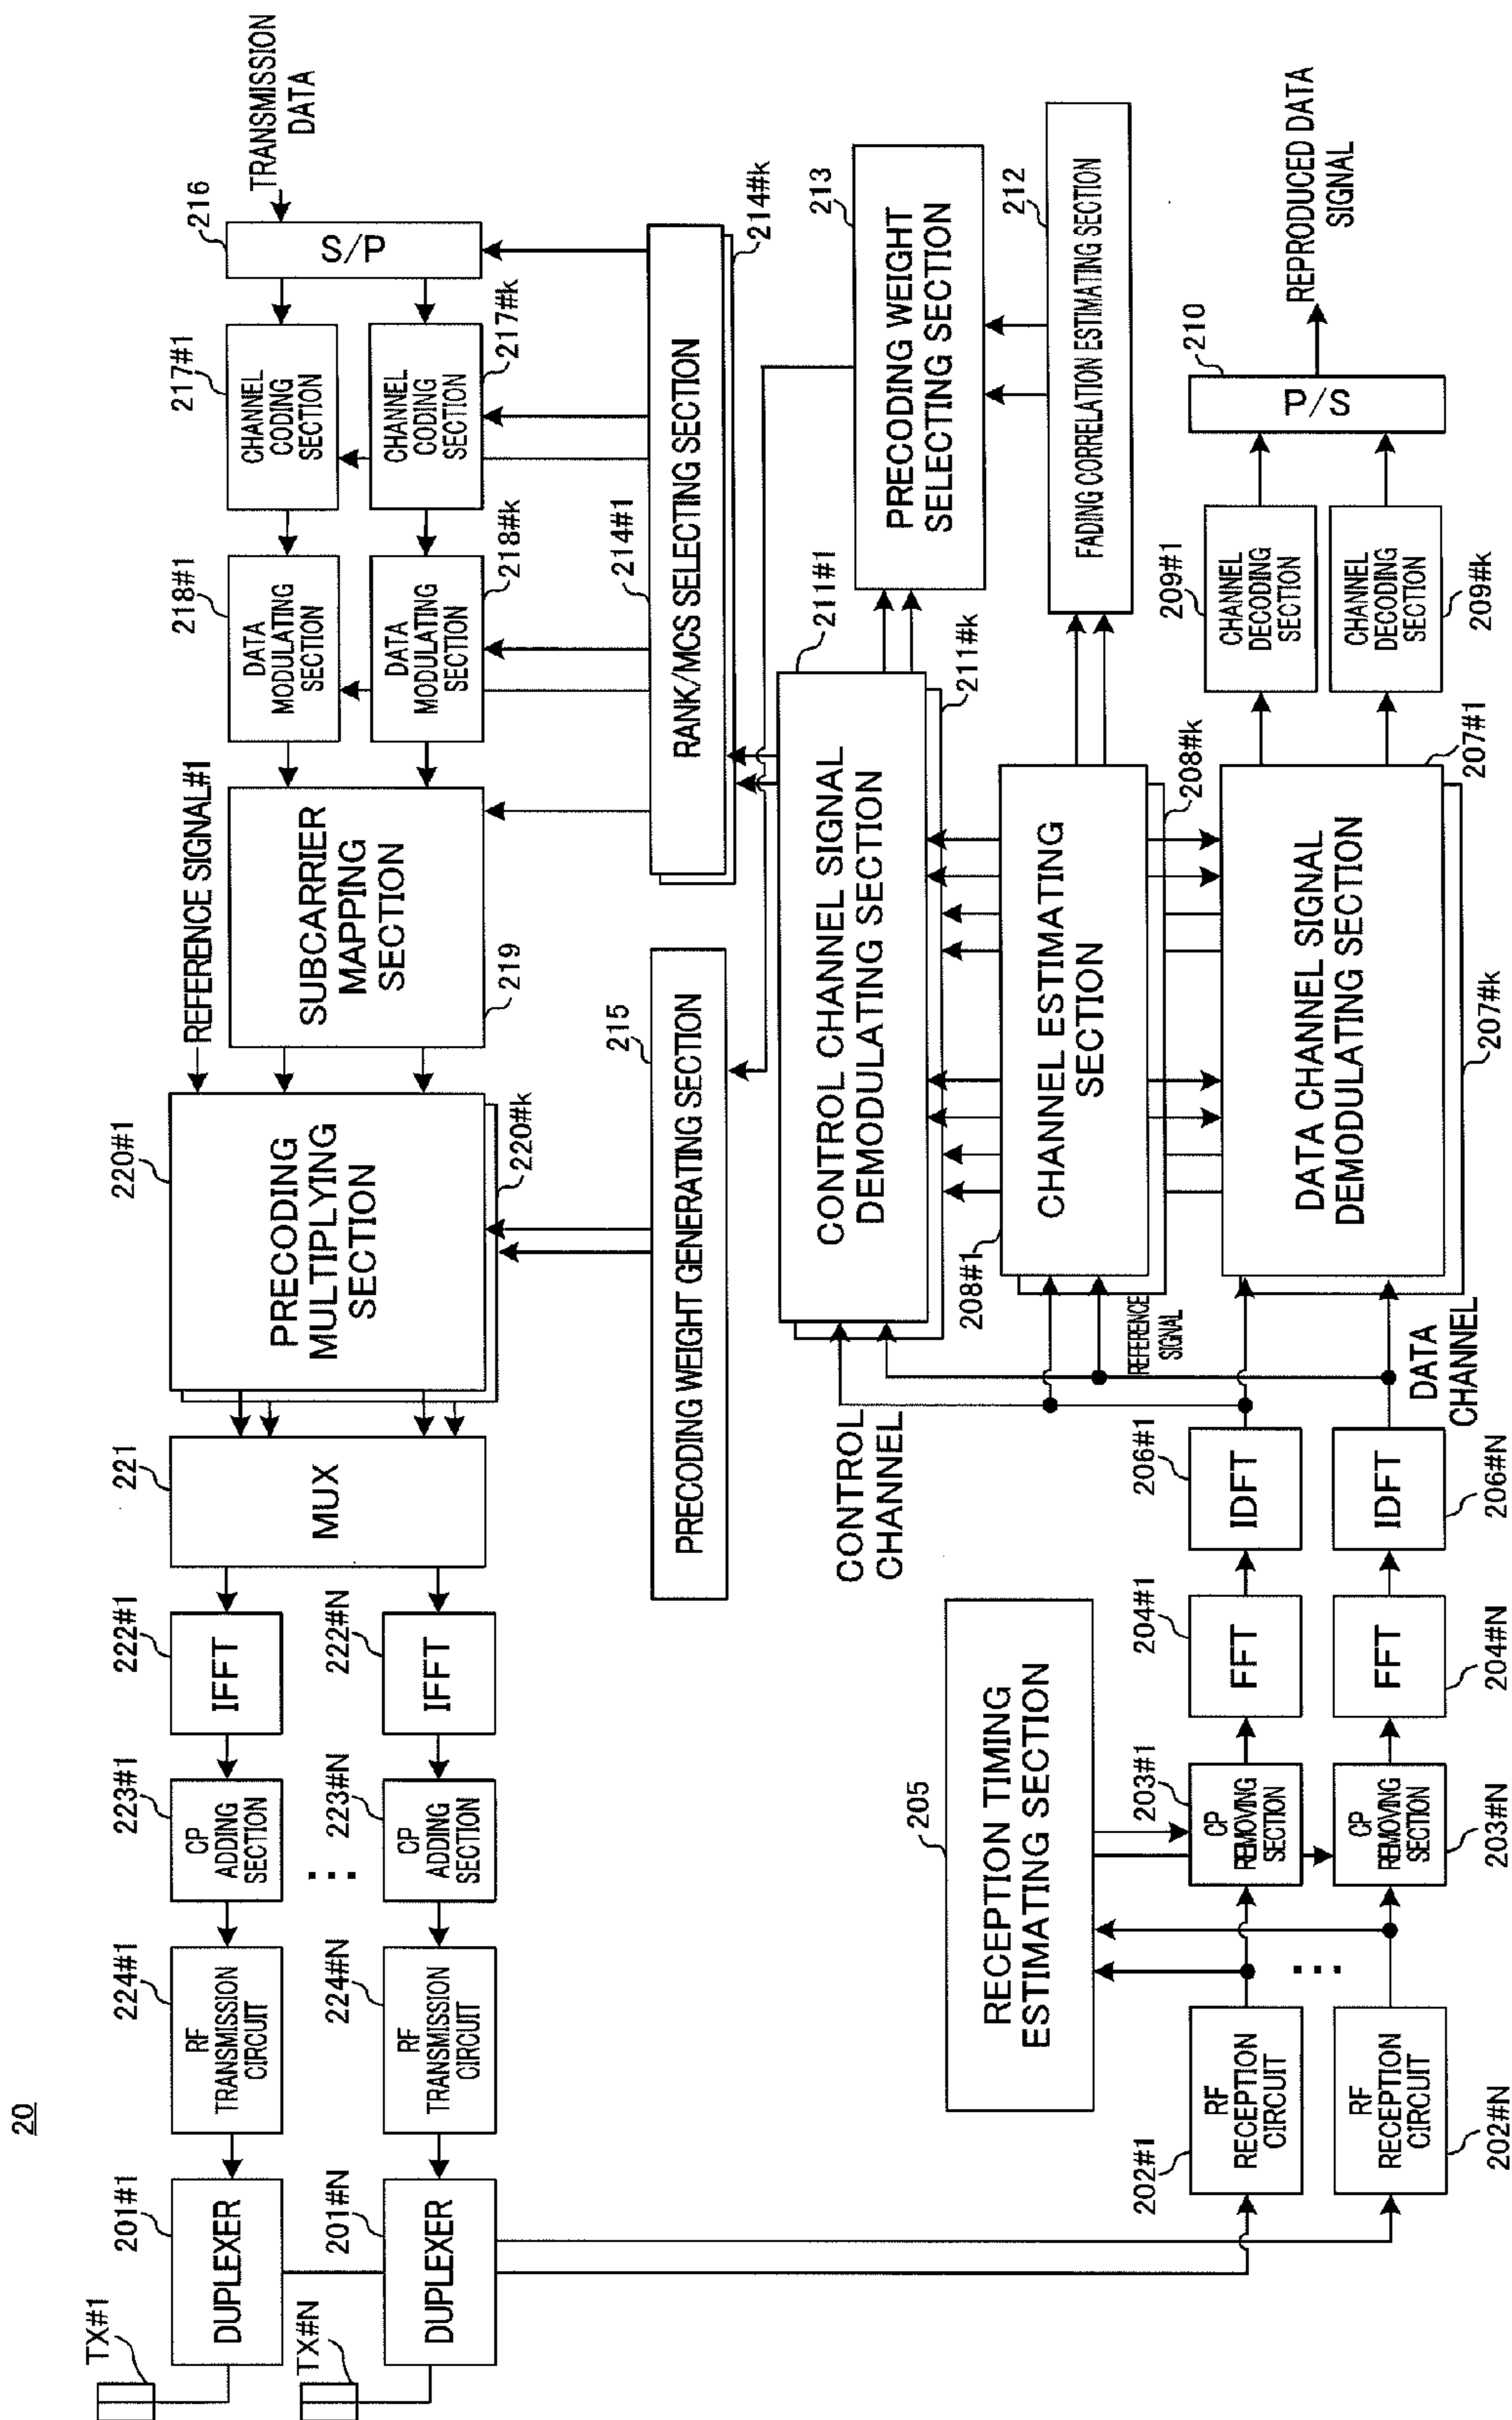 20
TX#1
TX#N
201#1
DUPLEXER
201#N
DUPLEXER
224#1
RF
TRANSMISSION
CIRCUIT
224#N
RF
TRANSMISSION
CIRCUIT
223#1
CP
ADDING
SECTION
...
223#N
CP
ADDING
SECTION
222#1
IFFT
222#N
IFFT
221
MUX
220#1
PRECODING
MULTIPLYING
SECTION
220#k
REFERENCE SIGNAL#1
SUBCARRIER
MAPPING
SECTION
219
218#1
DATA
MODULATING
SECTION
218#k
DATA
MODULATING
SECTION
217#1
CHANNEL
CODING
SECTION
217#k
CHANNEL
CODING
SECTION
216
S/P
TRANSMISSION
DATA
215
PRECODING WEIGHT GENERATING SECTION
214#1
RANK/MCS SELECTING SECTION
214#k
213
PRECODING WEIGHT
SELECTING SECTION
212
FADING CORRELATION ESTIMATING SECTION
211#1
CONTROL CHANNEL SIGNAL
DEMODULATING SECTION
211#k
208#1
CHANNEL ESTIMATING
SECTION
208#k
REFERENCE
SIGNAL
CONTROL
CHANNEL
205
RECEPTION TIMING
ESTIMATING SECTION
202#1
RF
RECEPTION
CIRCUIT
...
202#N
RF
RECEPTION
CIRCUIT
203#1
CP
REMOVING
SECTION
203#N
CP
REMOVING
SECTION
204#1
FFT
204#N
FFT
206#1
IDFT
206#N
IDFT
DATA
CHANNEL
207#1
DATA CHANNEL SIGNAL
DEMODULATING SECTION
207#k
209#1
CHANNEL
DECODING
SECTION
209#k
CHANNEL
DECODING
SECTION
210
P/S
REPRODUCED DATA
SIGNAL